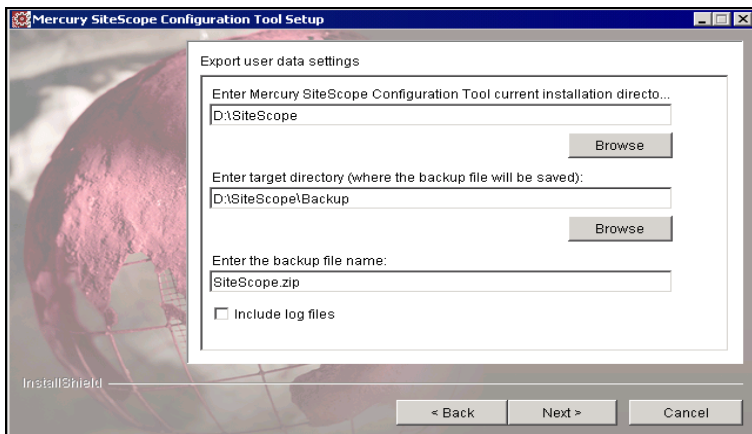 Mercury SiteScope Configuration Tool Setup
Export user data settings
Enter Mercury SiteScope Configuration Tool current installation directo...
D:\SiteScope
Browse
Enter target directory (where the backup file will be saved):
D:\SiteScope\Backup
Browse
Enter the backup file name:
SiteScope.zip
Include log files
InstallShield
< Back
Next >
Cancel